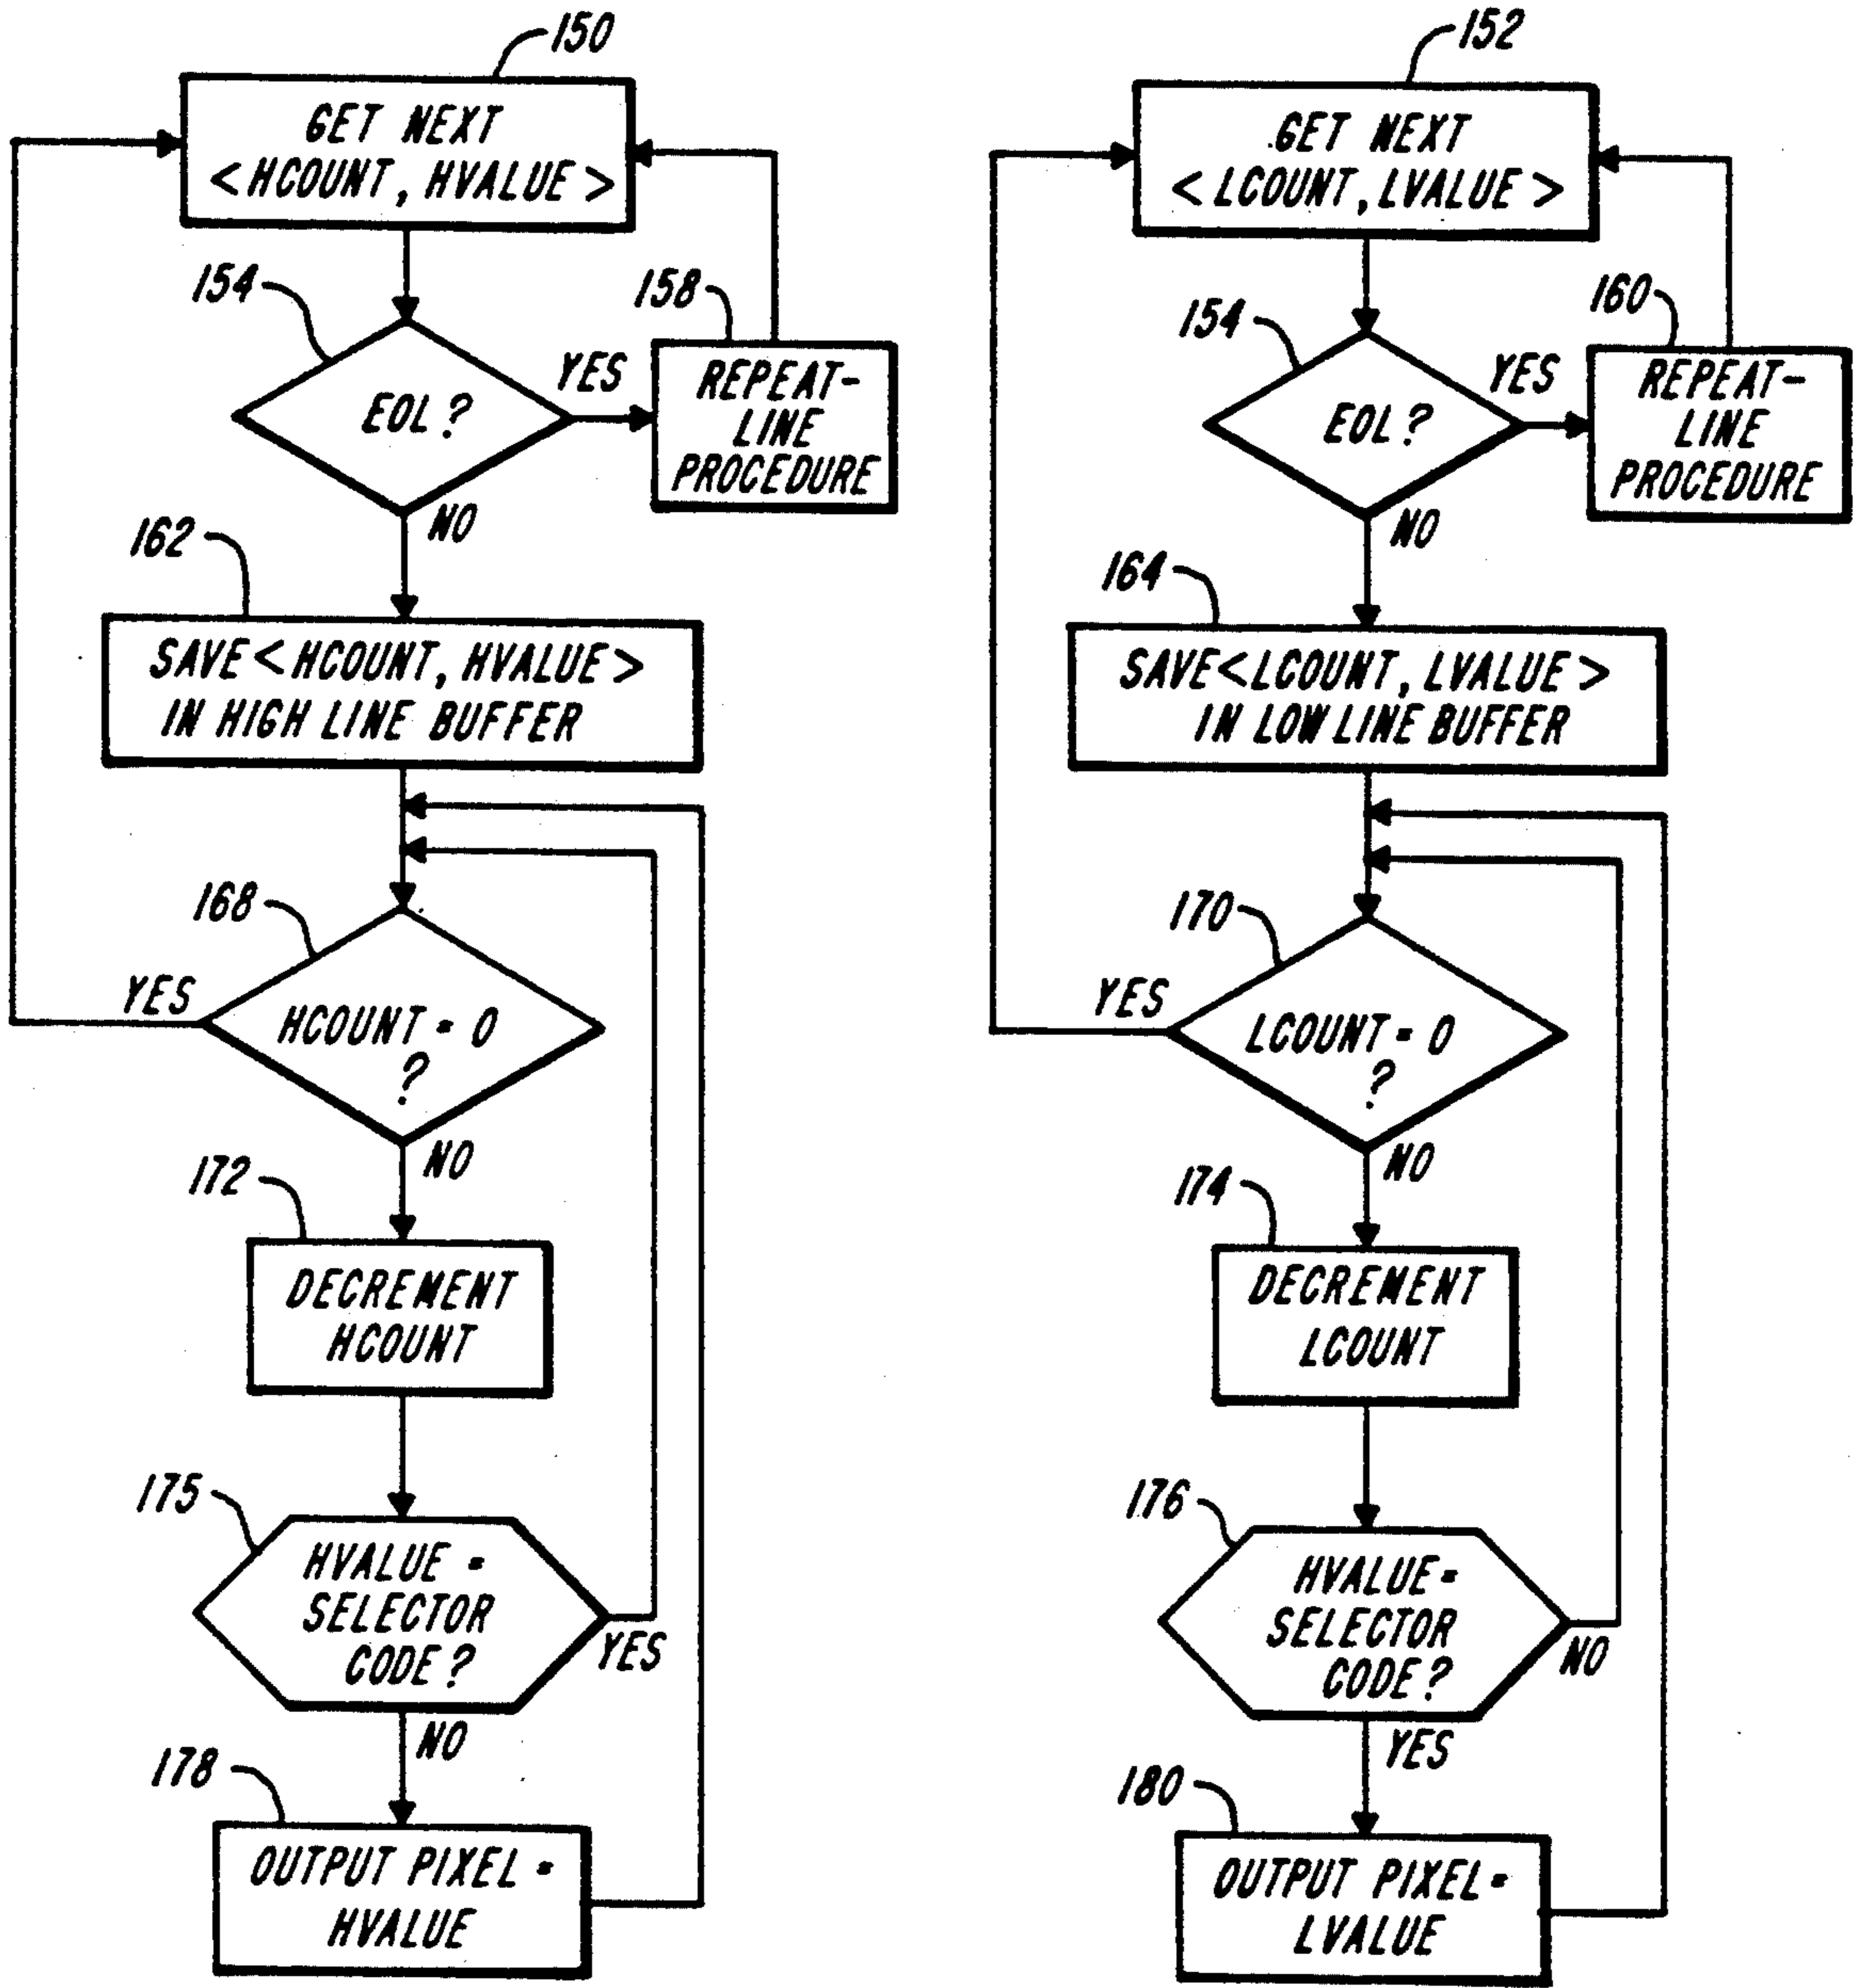 150
GET NEXT
<HCOUNT, HVALUE>
154
EOL?
YES
158
REPEAT-
LINE
PROCEDURE
NO
162
SAVE <HCOUNT, HVALUE>
IN HIGH LINE BUFFER
168
YES
HCOUNT = 0
?
NO
172
DECREMENT
HCOUNT
175
HVALUE =
SELECTOR
CODE?
YES
NO
178
OUTPUT PIXEL =
HVALUE
152
GET NEXT
<LCOUNT, LVALUE>
154
EOL?
YES
160
REPEAT-
LINE
PROCEDURE
NO
164
SAVE <LCOUNT, LVALUE>
IN LOW LINE BUFFER
170
YES
LCOUNT = 0
?
NO
174
DECREMENT
LCOUNT
176
HVALUE =
SELECTOR
CODE?
NO
YES
180
OUTPUT PIXEL =
LVALUE